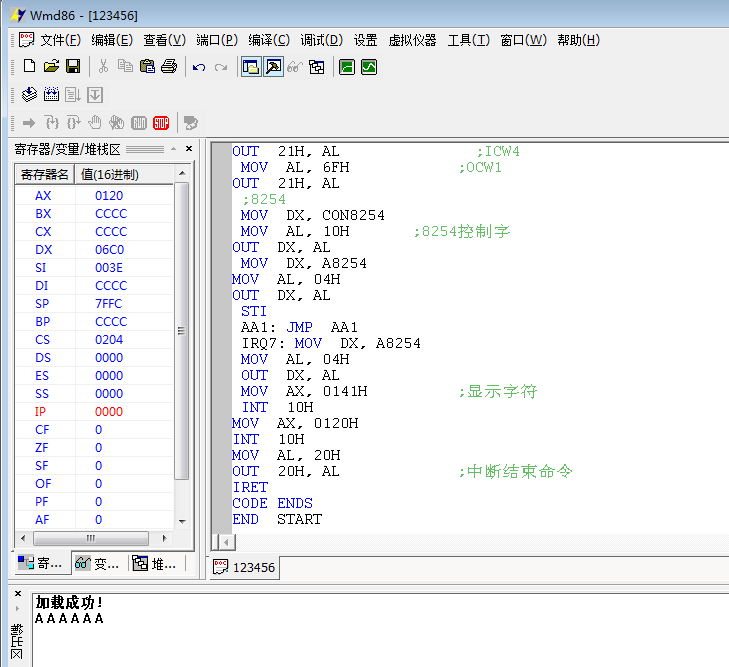 Wmd86 - [123456]
文件(F) 编辑(E) 查看(V) 端口(P) 编译(C) 调试(D) 设置 虚拟仪器 工具(T) 窗口(W) 帮助(H)
RUN STOP
寄存器/变量/堆栈区
寄存器名 值(16进制)
AX 0120
BX CCCC
CX CCCC
DX 06C0
SI 003E
DI CCCC
SP 7FFC
BP CCCC
CS 0204
DS 0000
ES 0000
SS 0000
IP 0000
CF 0
ZF 0
SF 0
OF 0
PF 0
AF 0
寄... 变... 堆...
OUT 21H, AL ;ICW4
MOV AL, 6FH ;OCW1
OUT 21H, AL
;8254
MOV DX, CON8254
MOV AL, 10H ;8254控制字
OUT DX, AL
MOV DX, A8254
MOV AL, 04H
OUT DX, AL
STI
AA1: JMP AA1
IRQ7: MOV DX, A8254
MOV AL, 04H
OUT DX, AL
MOV AX, 0141H ;显示字符
INT 10H
MOV AX, 0120H
INT 10H
MOV AL, 20H
OUT 20H, AL ;中断结束命令
IRET
CODE ENDS
END START
123456
加载成功!
A A A A A A
输出区